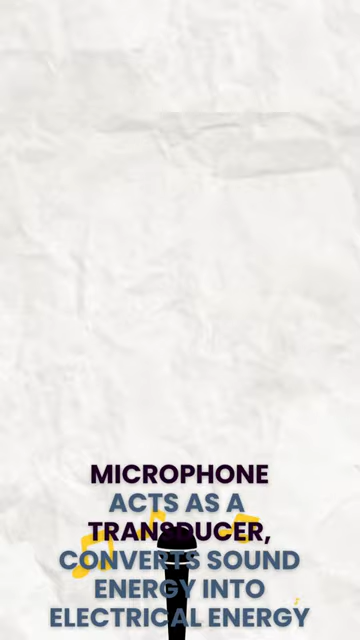 MICROPHONE
ACTS AS A
TRANSDUCER,
CONVERTS SOUND
ENERGY INTO
ELECTRICAL ENERGY